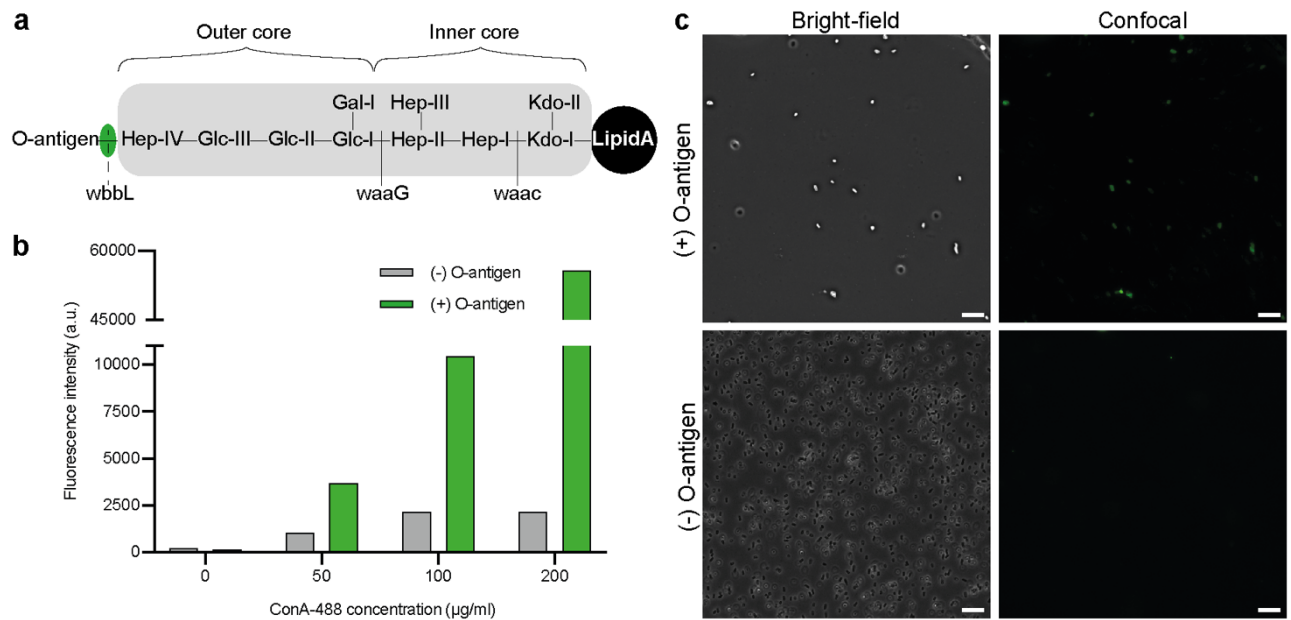 a
Outer core
Inner core
Gal-I Hep-III Kdo-II
O-antigen Hep-IV Glc-III Glc-II Glc-I Hep-II Hep-I Kdo-I LipidA
wbbL waaG waac
b
60000
45000
10000
7500
5000
2500
0
Fluorescence intensity (a.u.)
(-) O-antigen
(+) O-antigen
0 50 100 200
ConA-488 concentration (µg/ml)
c
Bright-field
Confocal
(+) O-antigen
(-) O-antigen